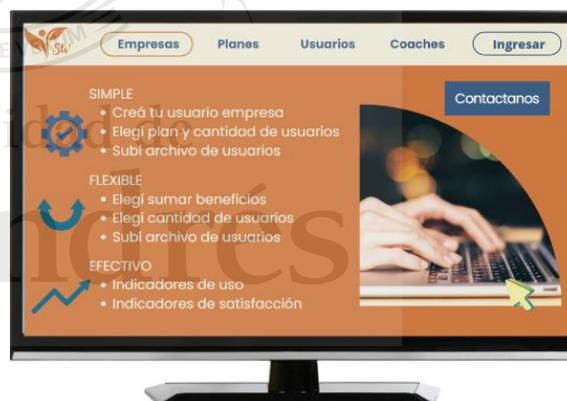 SW
Empresas
Planes
Usuarios
Coaches
Ingresar
Contactanos
SIMPLE
• Creá tu usuario empresa
• Elegí plan y cantidad de usuarios
• Subí archivo de usuarios
FLEXIBLE
• Elegí sumar beneficios
• Elegí cantidad de usuarios
• Subí archivo de usuarios
EFECTIVO
• Indicadores de uso
• Indicadores de satisfacción